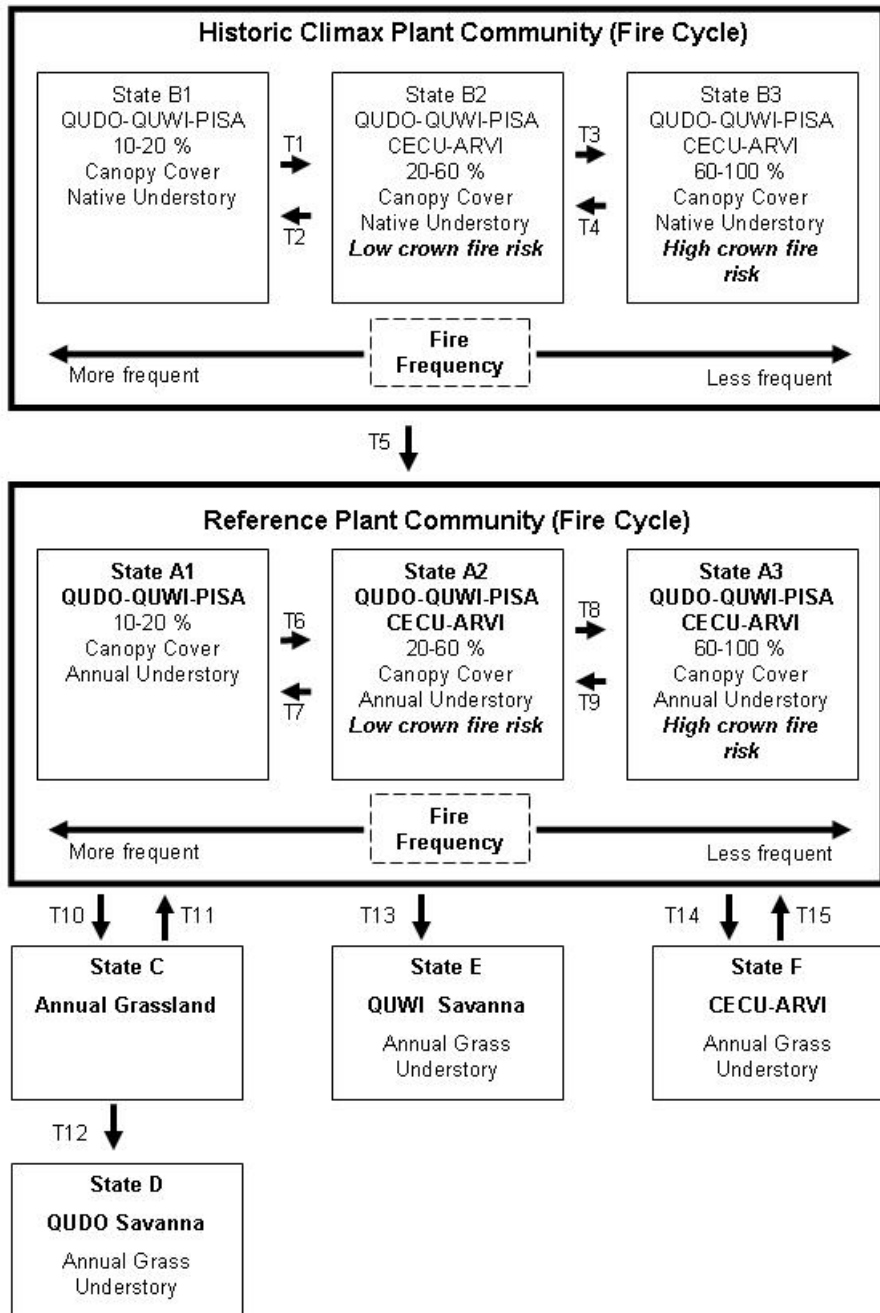 Historic Climax Plant Community (Fire Cycle)
State B1
QUDO-QUWI-PISA
10-20 %
Canopy Cover
Native Understory
T1
T2
State B2
QUDO-QUWI-PISA
CECU-ARVI
20-60 %
Canopy Cover
Native Understory
Low crown fire risk
T3
T4
State B3
QUDO-QUWI-PISA
CECU-ARVI
60-100 %
Canopy Cover
Native Understory
High crown fire
risk
Fire
Frequency
More frequent
Less frequent
T5
Reference Plant Community (Fire Cycle)
State A1
QUDO-QUWI-PISA
10-20 %
Canopy Cover
Annual Understory
T6
T7
State A2
QUDO-QUWI-PISA
CECU-ARVI
20-60 %
Canopy Cover
Annual Understory
Low crown fire risk
T8
T9
State A3
QUDO-QUWI-PISA
CECU-ARVI
60-100 %
Canopy Cover
Annual Understory
High crown fire
risk
Fire
Frequency
More frequent
Less frequent
T10
T11
T13
T14
T15
State C
Annual Grassland
State E
QUWI Savanna
Annual Grass
Understory
State F
CECU-ARVI
Annual Grass
Understory
T12
State D
QUDO Savanna
Annual Grass
Understory